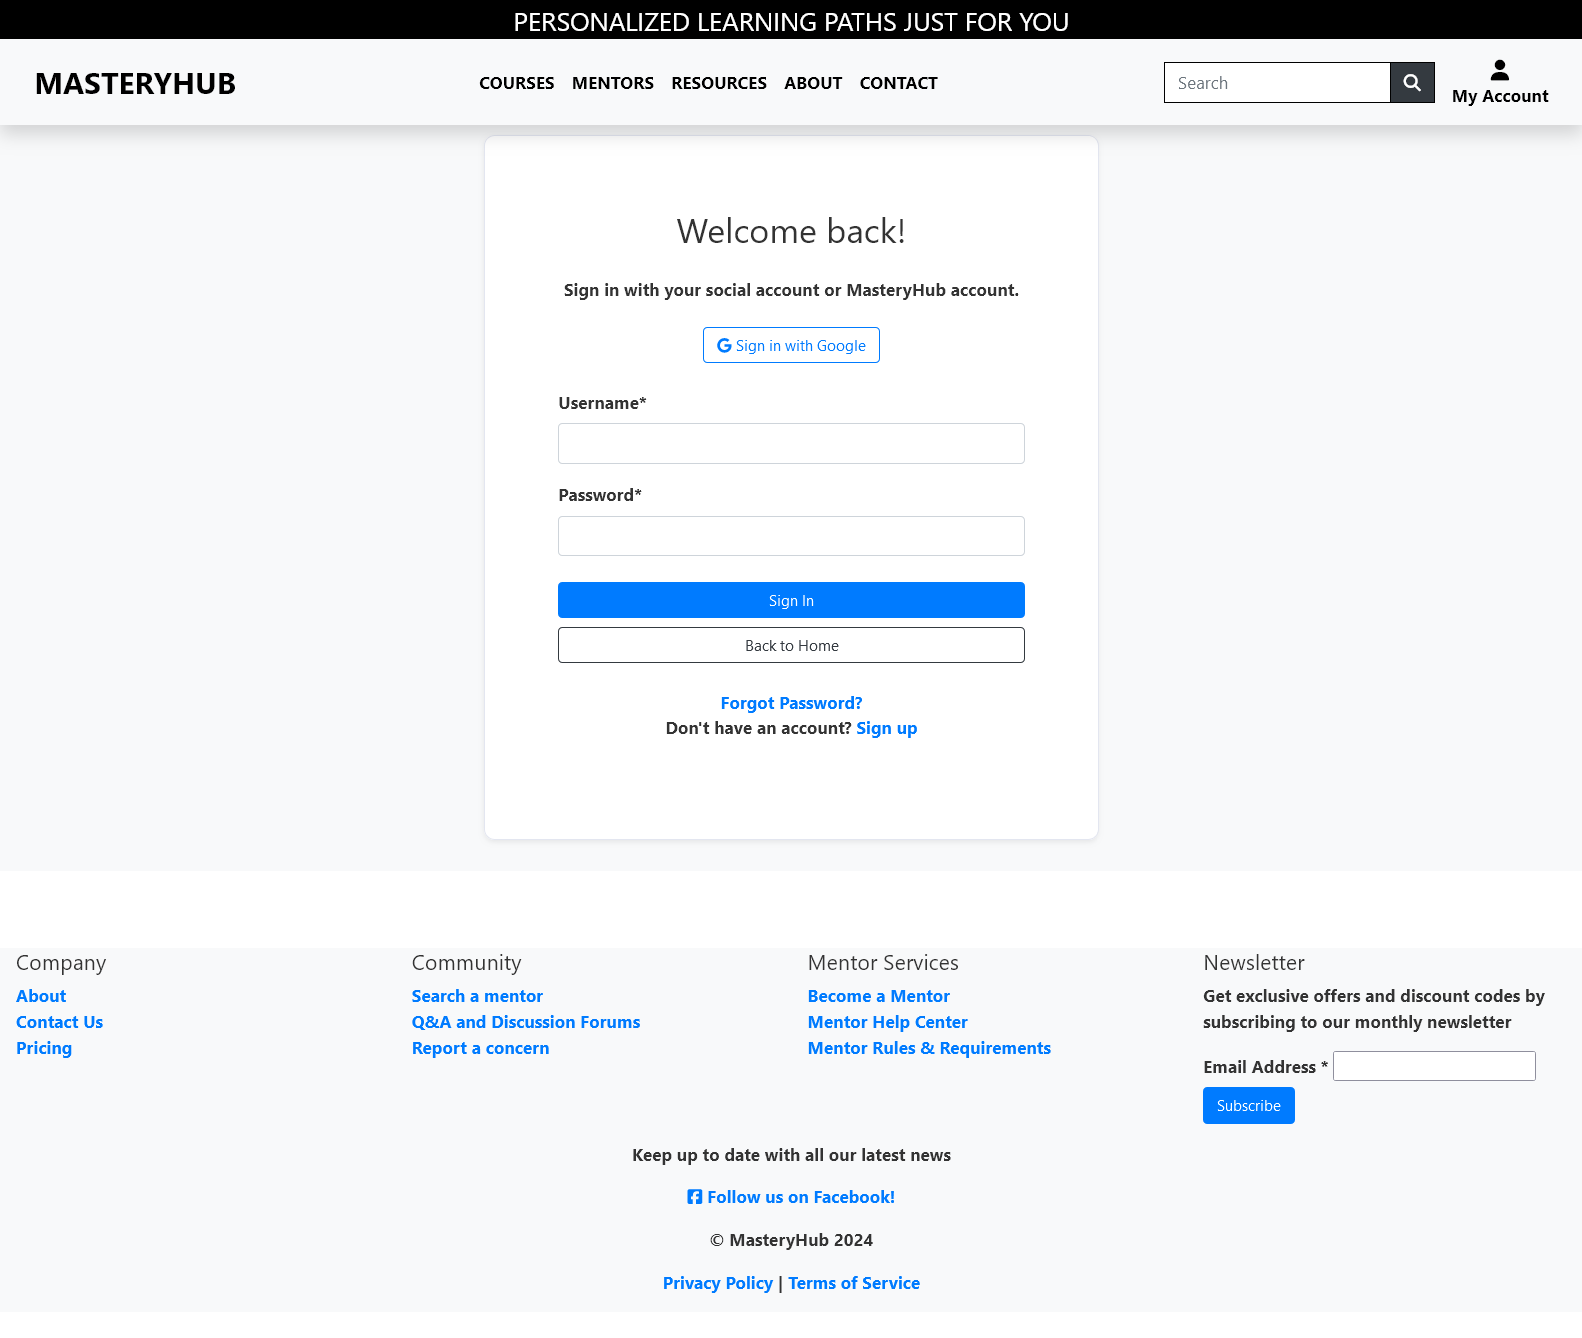 PERSONALIZED LEARNING PATHS JUST FOR YOU
MASTERYHUB
COURSES MENTORS RESOURCES ABOUT CONTACT
Search
My Account
Welcome back!
Sign in with your social account or MasteryHub account.
Sign in with Google
Username*
Password*
Sign In
Back to Home
Forgot Password?
Don't have an account? Sign up
Company
About
Contact Us
Pricing
Community
Search a mentor
Q&A and Discussion Forums
Report a concern
Mentor Services
Become a Mentor
Mentor Help Center
Mentor Rules & Requirements
Newsletter
Get exclusive offers and discount codes by
subscribing to our monthly newsletter
Email Address *
Subscribe
Keep up to date with all our latest news
Follow us on Facebook!
© MasteryHub 2024
Privacy Policy | Terms of Service